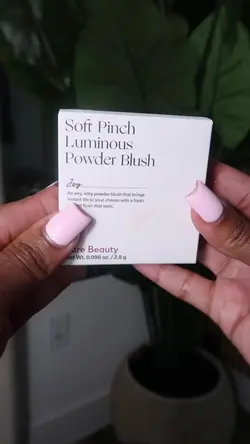 Soft Pinch
Luminous
Powder Blush
Joy
An airy, silky powder blush that brings
instant life to your cheeks with a fresh,
flush that lasts.
Beauty
Net Wt. 0.098 oz. / 2.8 g